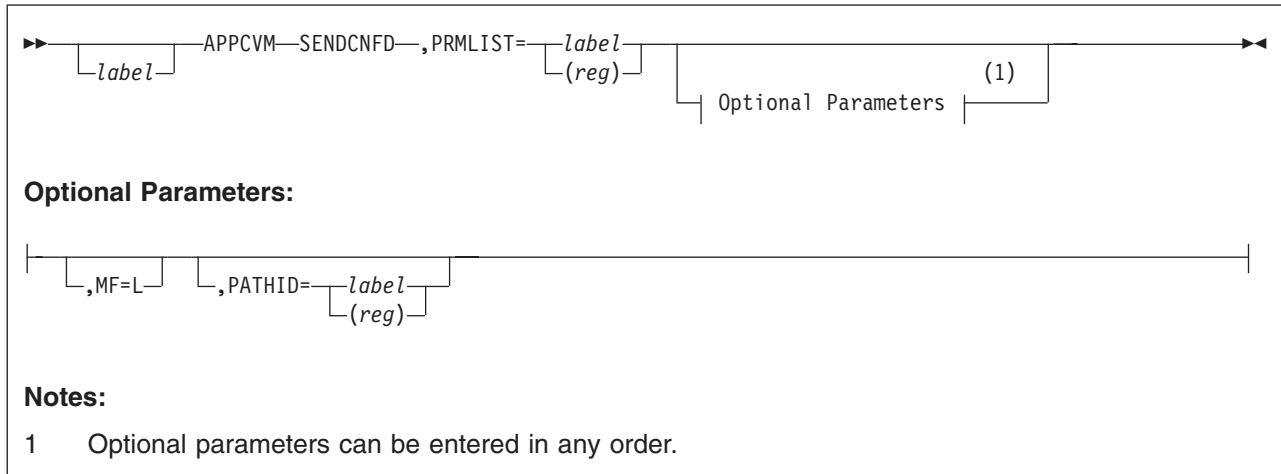 APPCVM SENDCNFD ,PRMLIST= label
label (reg) (1)
Optional Parameters
Optional Parameters:
,MF=L ,PATHID= label
(reg)
Notes:
1 Optional parameters can be entered in any order.